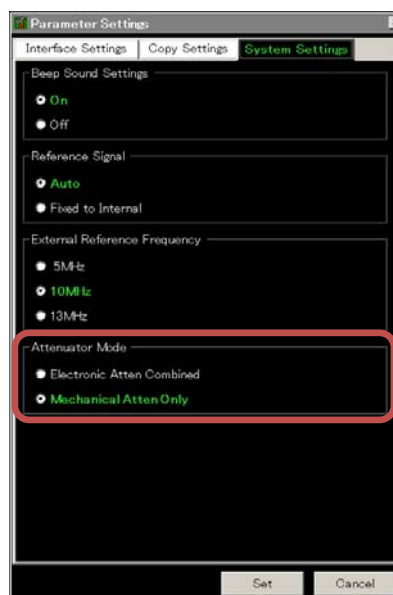 Parameter Settings
Interface Settings Copy Settings System Settings
Beep Sound Settings
On
Off
Reference Signal
Auto
Fixed to Internal
External Reference Frequency
5MHz
10MHz
13MHz
Attenuator Mode
Electronic Atten Combined
Mechanical Atten Only
Set Cancel